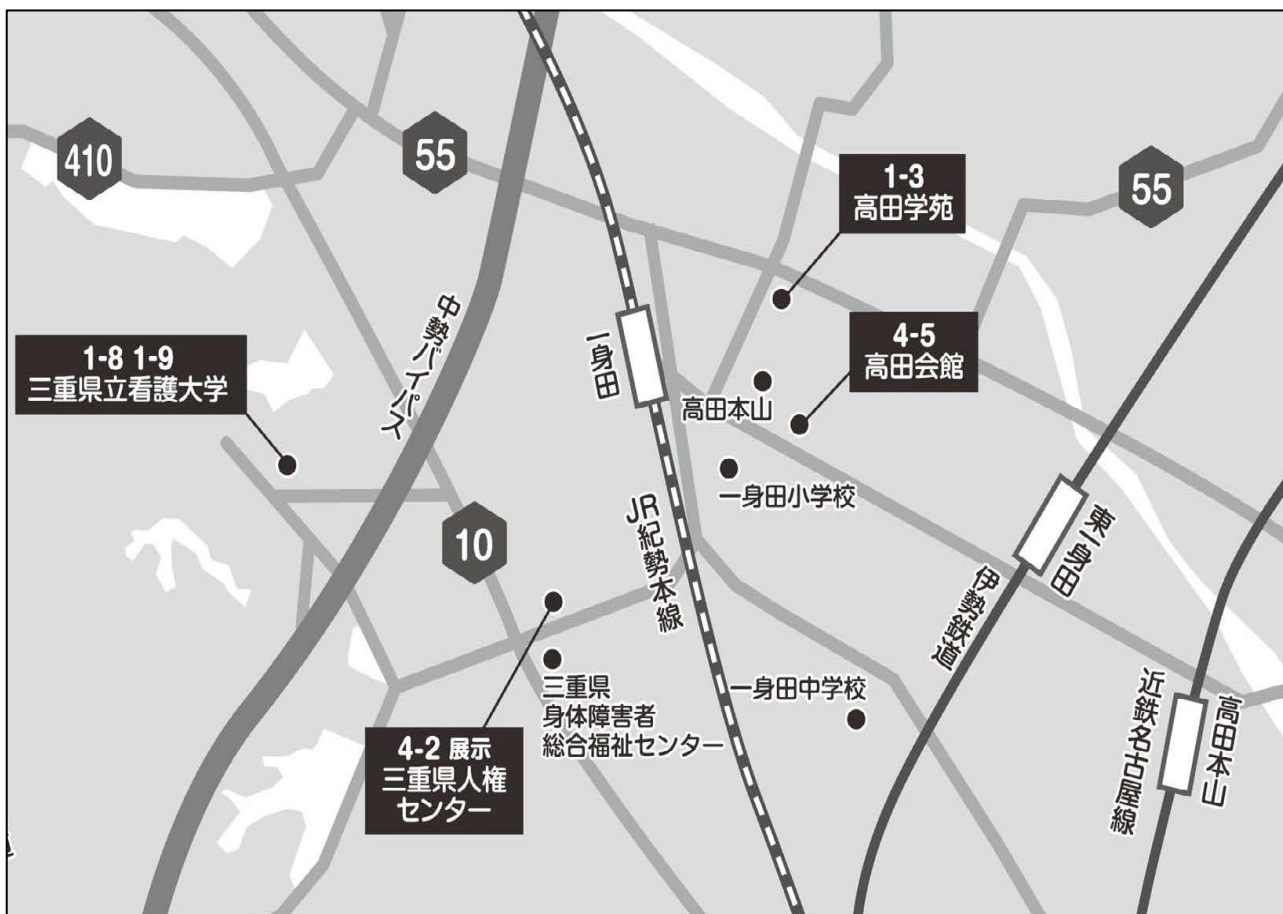 410
55
1-3
高田学苑
55
中勢バイパス
1-8 1-9
三重県立看護大学
一身田
4-5
高田会館
高田本山
一身田小学校
JR紀勢本線
10
東一身田
伊勢鉄道
三重県
身体障害者
総合福祉センター
一身田中学校
4-2 展示
三重県人権
センター
近鉄名古屋線
高田本山